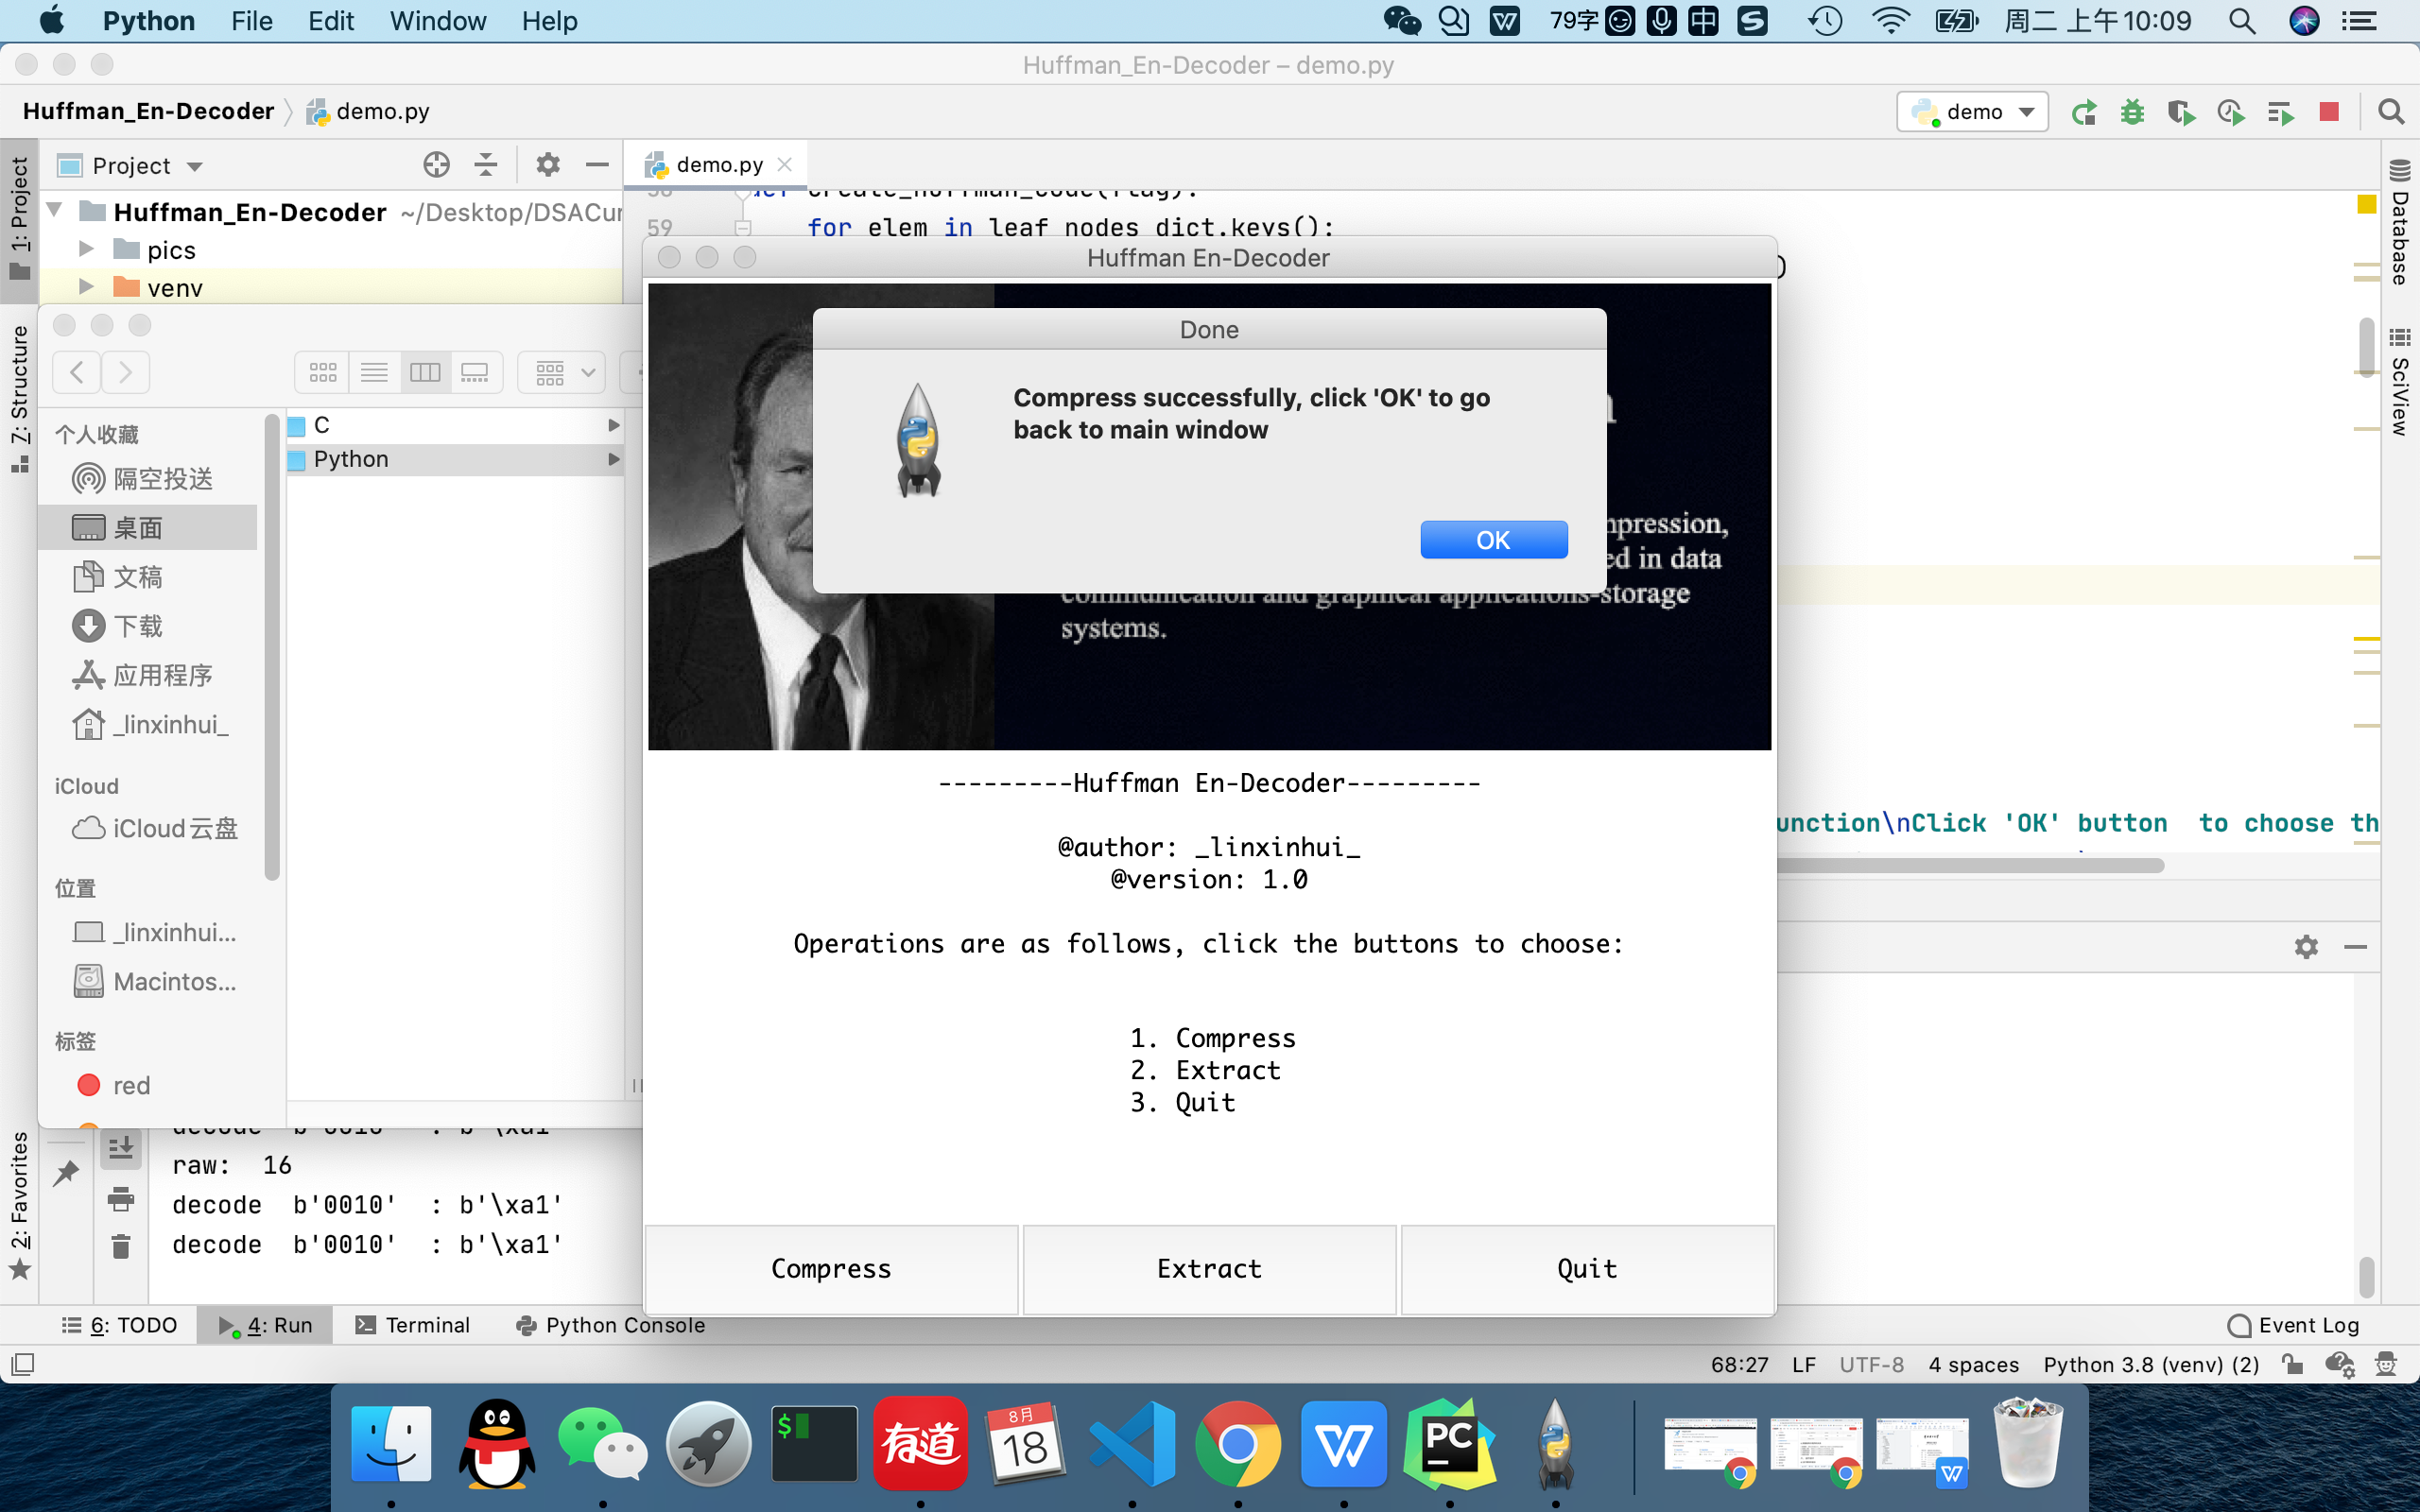 Python File Edit Window Help
79字 中 周二 上午10:09
Huffman_En-Decoder – demo.py
Huffman_En-Decoder demo.py
demo
1: Project
Project
demo.py
Huffman_En-Decoder ~/Desktop/DSACur
pics
venv
59 for elem in leaf_nodes_dict.keys():
Database
SciView
7: Structure
个人收藏
隔空投送
桌面
文稿
下载
应用程序
_linxinhui_
iCloud
iCloud云盘
位置
_linxinhui...
Macintos...
标签
red
C
Python
Huffman En-Decoder
Done
Compress successfully, click 'OK' to go
back to main window
OK
ed in data
communication and graphical applications-storage
systems.
---------Huffman En-Decoder---------
@author: _linxinhui_
@version: 1.0
Operations are as follows, click the buttons to choose:
1. Compress
2. Extract
3. Quit
Compress
Extract
Quit
unction\nClick 'OK' button  to choose th
2: Favorites
decode b'0010' : b'\xa1'
raw: 16
decode b'0010' : b'\xa1'
decode b'0010' : b'\xa1'
6: TODO
4: Run
Terminal
Python Console
Event Log
68:27 LF UTF-8 4 spaces Python 3.8 (venv) (2)
有道
8月
18
PC